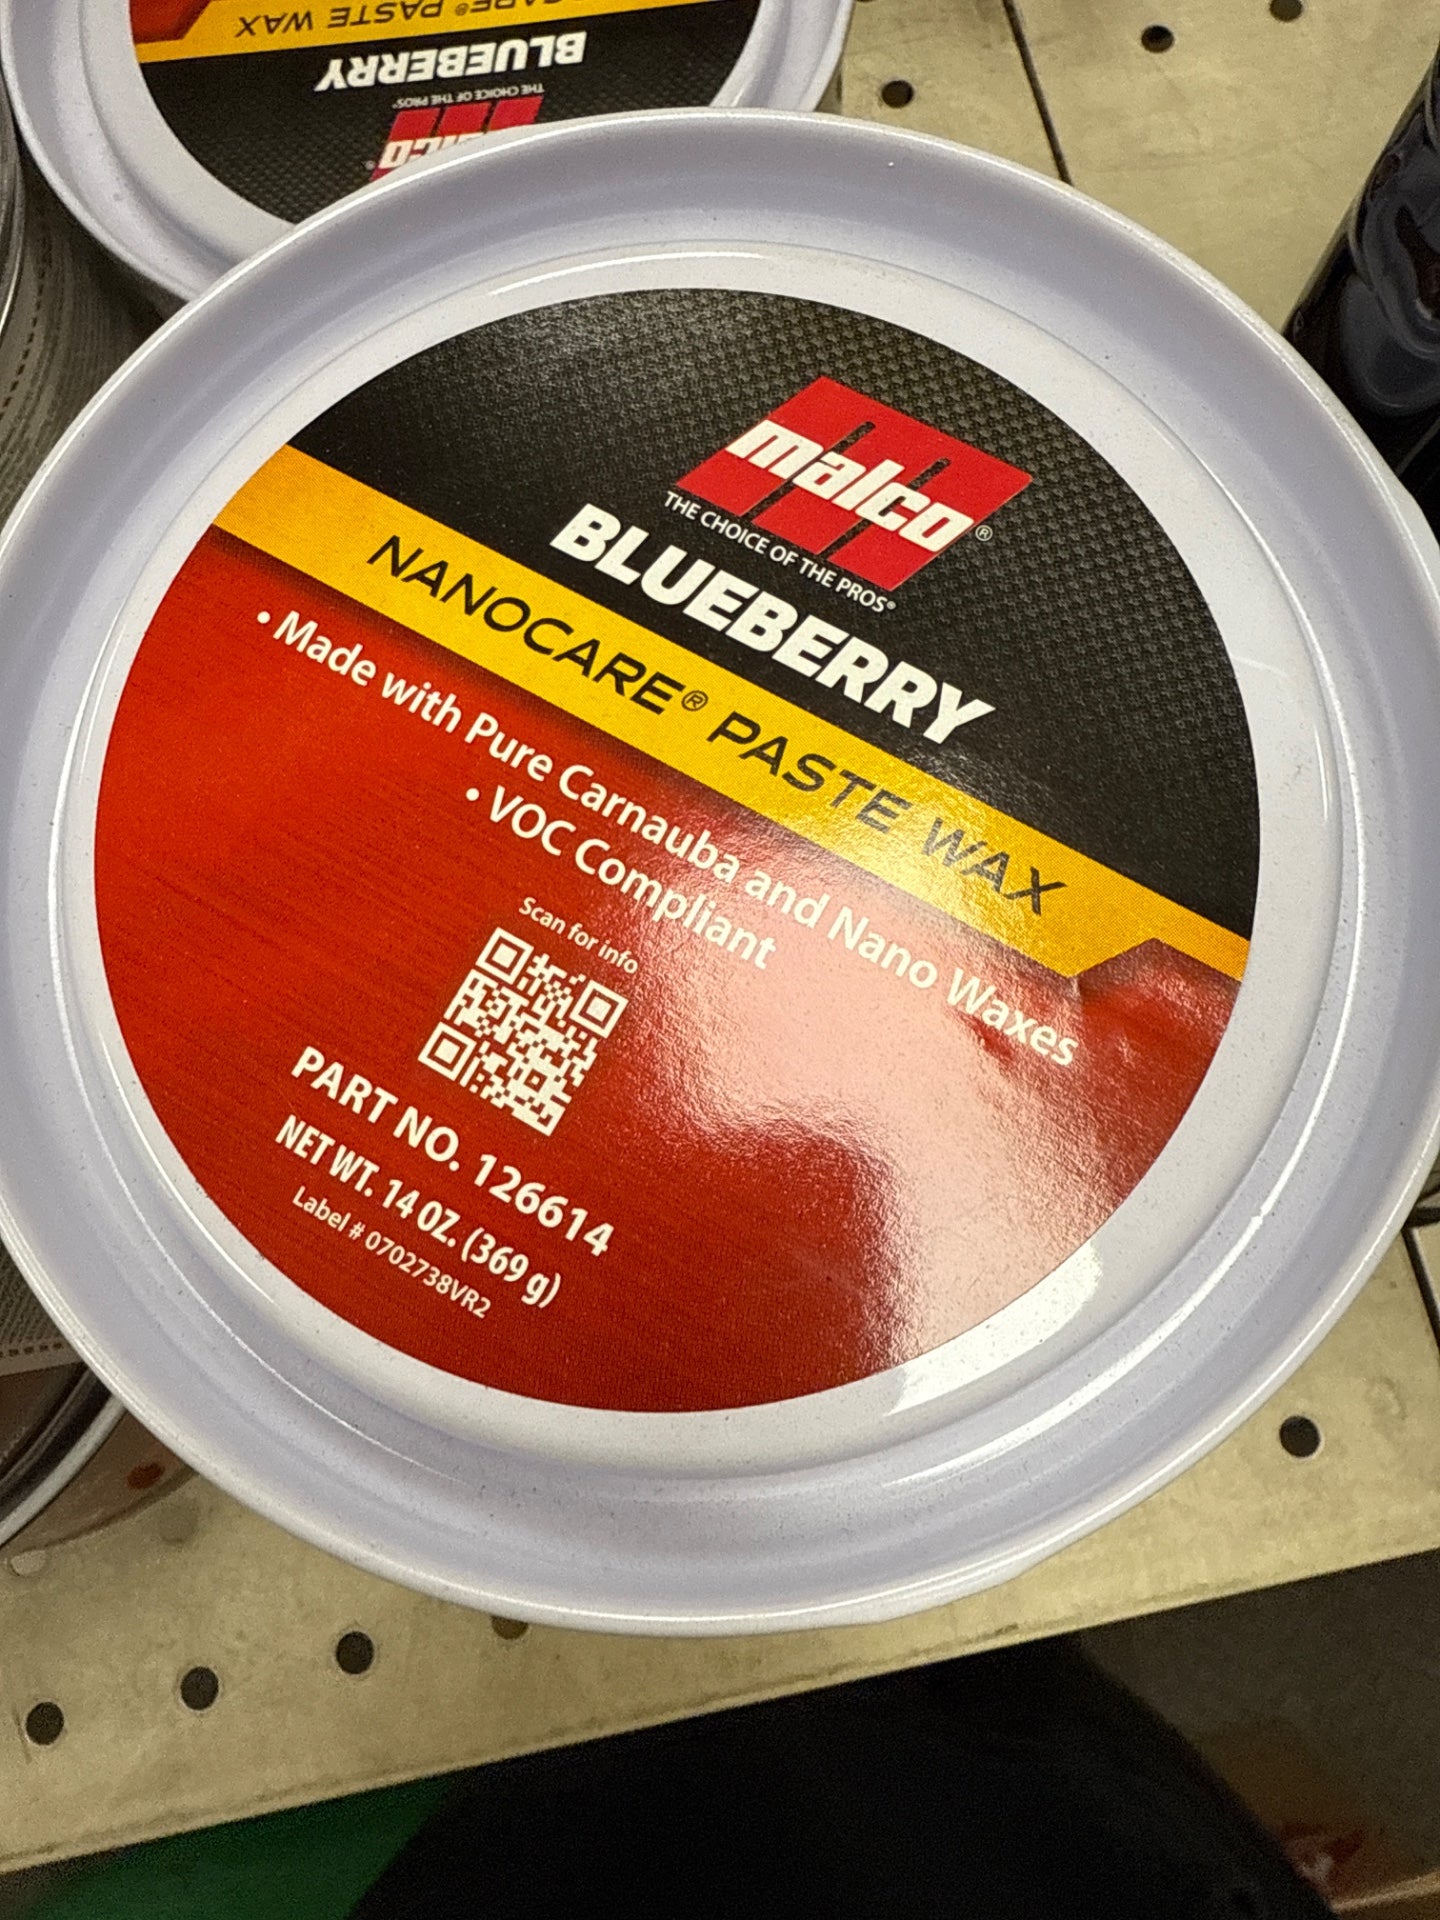 PASTE WAX
BLUEBERRY
THE CHOICE OF THE PROS®
malco®
THE CHOICE OF THE PROS®
BLUEBERRY
NANOCARE® PASTE WAX
• Made with Pure Carnauba and Nano Waxes
• VOC Compliant
Scan for info
PART NO. 126614
NET WT. 14 OZ. (369 g)
Label # 0702738VR2